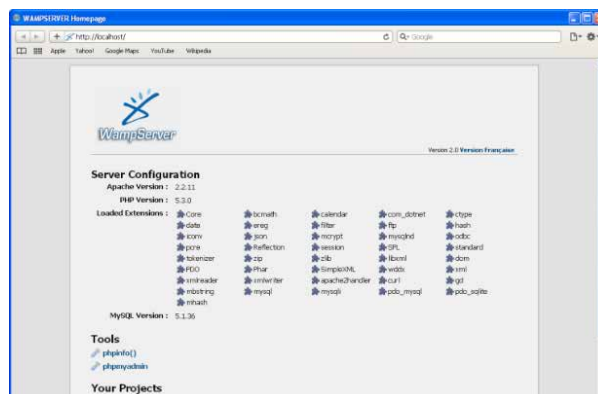 WAMPSERVER Homepage
http://localhost/
Google
Apple Yahoo! Google Maps YouTube Wikipedia
WampServer
Version 2.0 Version Française
Server Configuration
Apache Version : 2.2.11
PHP Version : 5.3.0
Loaded Extensions : Core bcmath calendar com_dotnet ctype
date ereg filter ftp hash
iconv json mcrypt mysqlnd odbc
pcre Reflection session SPL standard
tokenizer zip zlib libxml dom
PDO Phar SimpleXML wddx xml
xmlreader xmlwriter apache2handler curl gd
mbstring mysql mysqli pdo_mysql pdo_sqlite
mhash
MySQL Version : 5.1.36
Tools
phpinfo()
phpmyadmin
Your Projects